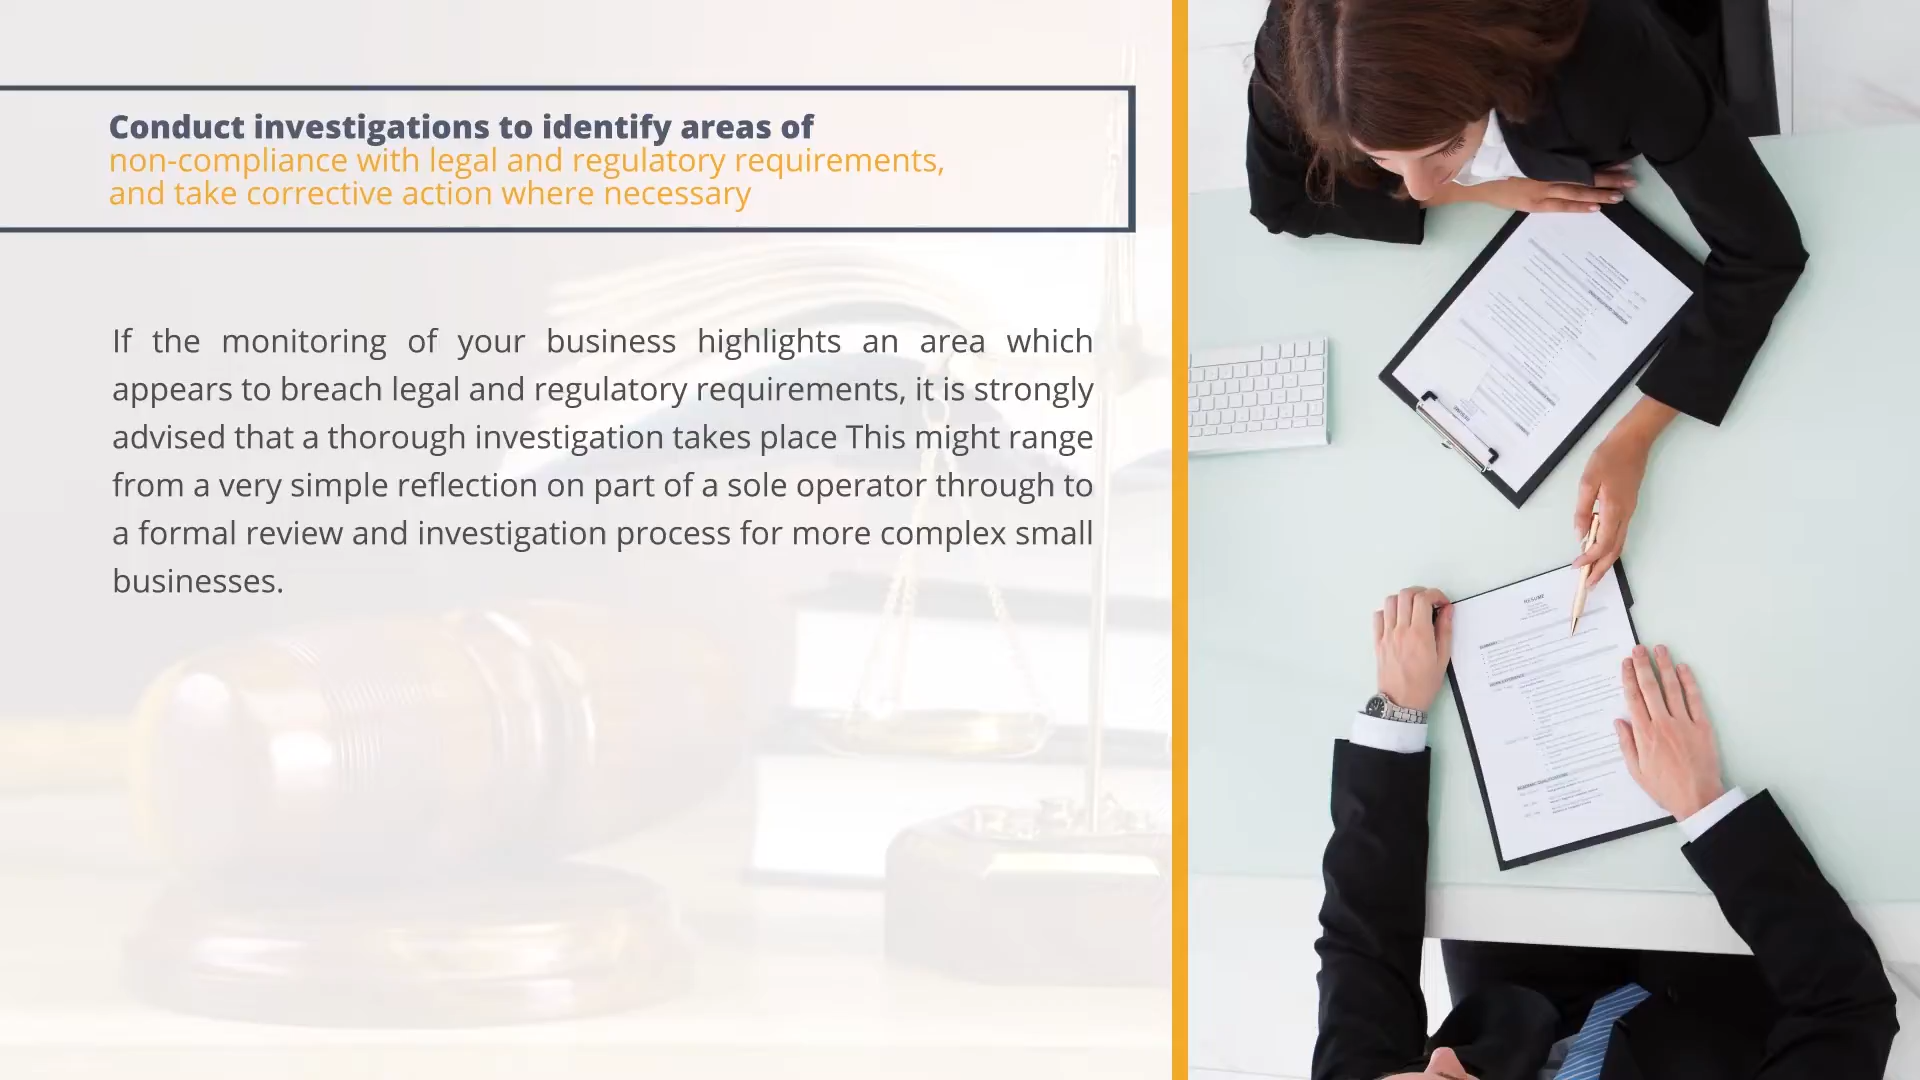 Conduct investigations to identify areas of
non-compliance with legal and regulatory requirements,
and take corrective action where necessary
If the monitoring of your business highlights an area which
appears to breach legal and regulatory requirements, it is strongly
advised that a thorough investigation takes place This might range
from a very simple reflection on part of a sole operator through to
a formal review and investigation process for more complex small
businesses.
RESUME